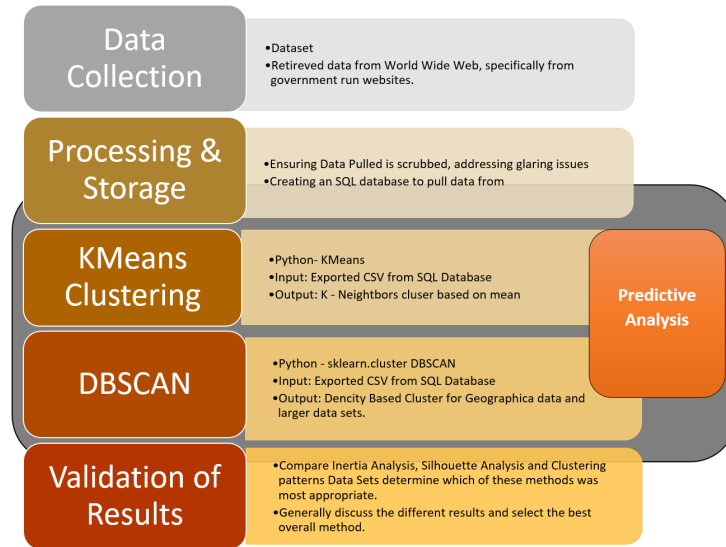 Data
Collection
•Dataset
•Retireved data from World Wide Web, specifically from
government run websites.
Processing &
Storage
•Ensuring Data Pulled is scrubbed, addressing glaring issues
•Creating an SQL database to pull data from
KMeans
Clustering
•Python- KMeans
•Input: Exported CSV from SQL Database
•Output: K - Neighbors cluser based on mean
Predictive
Analysis
DBSCAN
•Python - sklearn.cluster DBSCAN
•Input: Exported CSV from SQL Database
•Output: Dencity Based Cluster for Geographica data and
larger data sets.
Validation of
Results
•Compare Inertia Analysis, Silhouette Analysis and Clustering
patterns Data Sets determine which of these methods was
most appropriate.
•Generally discuss the different results and select the best
overall method.